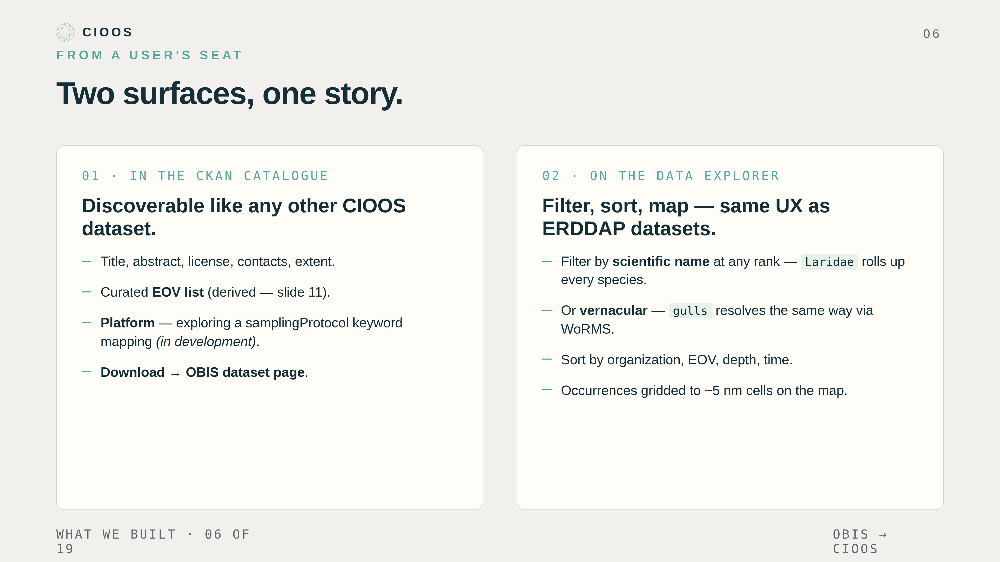 CIOOS
06
FROM A USER'S SEAT
Two surfaces, one story.
01 · IN THE CKAN CATALOGUE
Discoverable like any other CIOOS
dataset.
— Title, abstract, license, contacts, extent.
— Curated EOV list (derived — slide 11).
— Platform — exploring a samplingProtocol keyword
mapping (in development).
— Download → OBIS dataset page.
02 · ON THE DATA EXPLORER
Filter, sort, map — same UX as
ERDDAP datasets.
— Filter by scientific name at any rank — Laridae rolls up
every species.
— Or vernacular — gulls resolves the same way via
WoRMS.
— Sort by organization, EOV, depth, time.
— Occurrences gridded to ~5 nm cells on the map.
WHAT WE BUILT · 06 OF
19
OBIS →
CIOOS